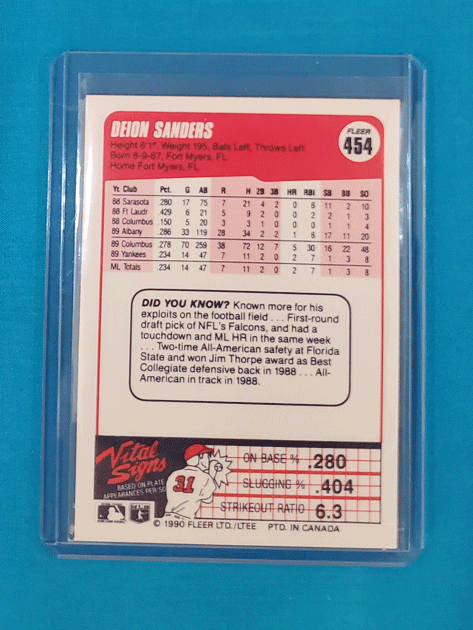 DEION SANDERS
FLEER
454
Height 6'1", Weight 195, Bats Left, Throws Left
Born 8-9-67, Fort Myers, FL
Home Fort Myers, FL
Yr. Club Pct. G AB R H 2B 3B HR RBI SB BB SO
88 Sarasota .280 17 75 7 21 4 2 0 6 11 2 10
88 Ft Laudr .429 6 21 5 9 2 0 0 2 2 1 3
88 Columbus .150 5 20 3 3 1 0 0 0 1 1 4
89 Albany .286 33 119 28 34 2 2 1 6 17 11 20
89 Columbus .278 70 259 38 72 12 7 5 30 16 22 48
89 Yankees .234 14 47 7 11 2 0 2 7 1 3 8
ML Totals .234 14 47 7 11 2 0 2 7 1 3 8
DID YOU KNOW? Known more for his
exploits on the football field . . . First-round
draft pick of NFL's Falcons, and had a
touchdown and ML HR in the same week
. . . Two-time All-American safety at Florida
State and won Jim Thorpe award as Best
Collegiate defensive back in 1988 . . . All-
American in track in 1988.
Vital
Signs
BASED ON PLATE
APPEARANCES PER/SO
31
ON BASE % .280
SLUGGING % .404
STRIKEOUT RATIO 6.3
© 1990 FLEER LTD./LTEE PTD. IN CANADA